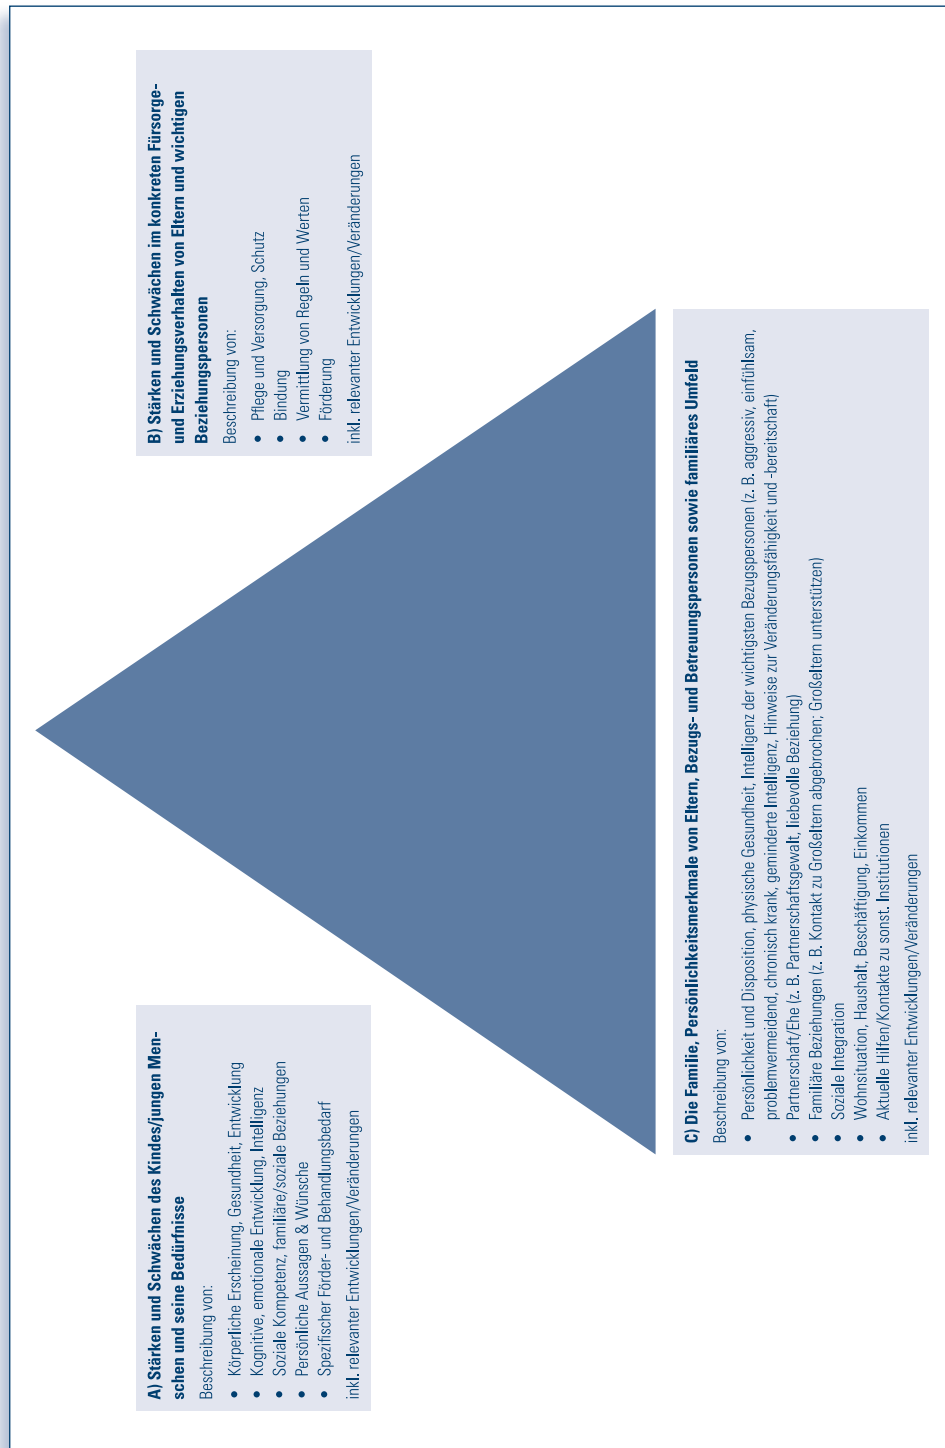 A) Stärken und Schwächen des Kindes/jungen Men-
schen und seine Bedürfnisse
Beschreibung von:
• Körperliche Erscheinung, Gesundheit, Entwicklung
• Kognitive, emotionale Entwicklung, Intelligenz
• Soziale Kompetenz, familiäre/soziale Beziehungen
• Persönliche Aussagen & Wünsche
• Spezifischer Förder- und Behandlungsbedarf
inkl. relevanter Entwicklungen/Veränderungen
B) Stärken und Schwächen im konkreten Fürsorge-
und Erziehungsverhalten von Eltern und wichtigen
Beziehungspersonen
Beschreibung von:
• Pflege und Versorgung, Schutz
• Bindung
• Vermittlung von Regeln und Werten
• Förderung
inkl. relevanter Entwicklungen/Veränderungen
C) Die Familie, Persönlichkeitsmerkmale von Eltern, Bezugs- und Betreuungspersonen sowie familiäres Umfeld
Beschreibung von:
• Persönlichkeit und Disposition, physische Gesundheit, Intelligenz der wichtigsten Bezugspersonen (z. B. aggressiv, einfühlsam,
problemvermeidend, chronisch krank, geminderte Intelligenz, Hinweise zur Veränderungsfähigkeit und -bereitschaft)
• Partnerschaft/Ehe (z. B. Partnerschaftsgewalt, liebevolle Beziehung)
• Familiäre Beziehungen (z. B. Kontakt zu Großeltern abgebrochen; Großeltern unterstützen)
• Soziale Integration
• Wohnsituation, Haushalt, Beschäftigung, Einkommen
• Aktuelle Hilfen/Kontakte zu sonst. Institutionen
inkl. relevanter Entwicklungen/Veränderungen